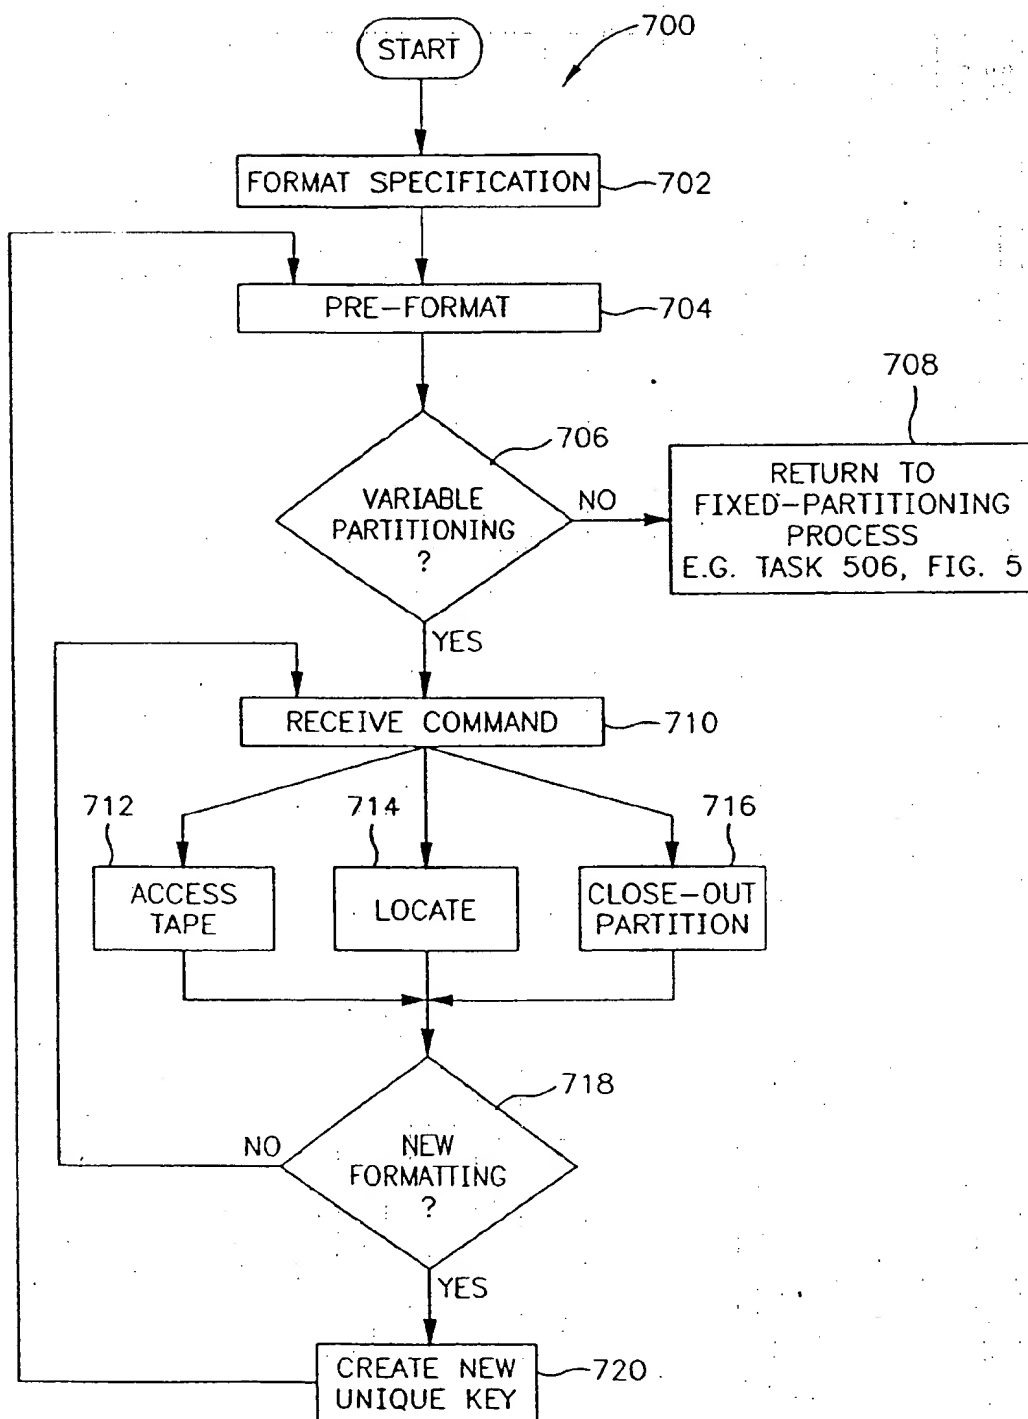 START
700
FORMAT SPECIFICATION
702
PRE-FORMAT
704
708
706
VARIABLE
PARTITIONING
?
NO
RETURN TO
FIXED-PARTITIONING
PROCESS
E.G. TASK 506, FIG. 5
YES
RECEIVE COMMAND
710
712
714
716
ACCESS
TAPE
LOCATE
CLOSE-OUT
PARTITION
718
NO
NEW
FORMATTING
?
YES
CREATE NEW
UNIQUE KEY
720